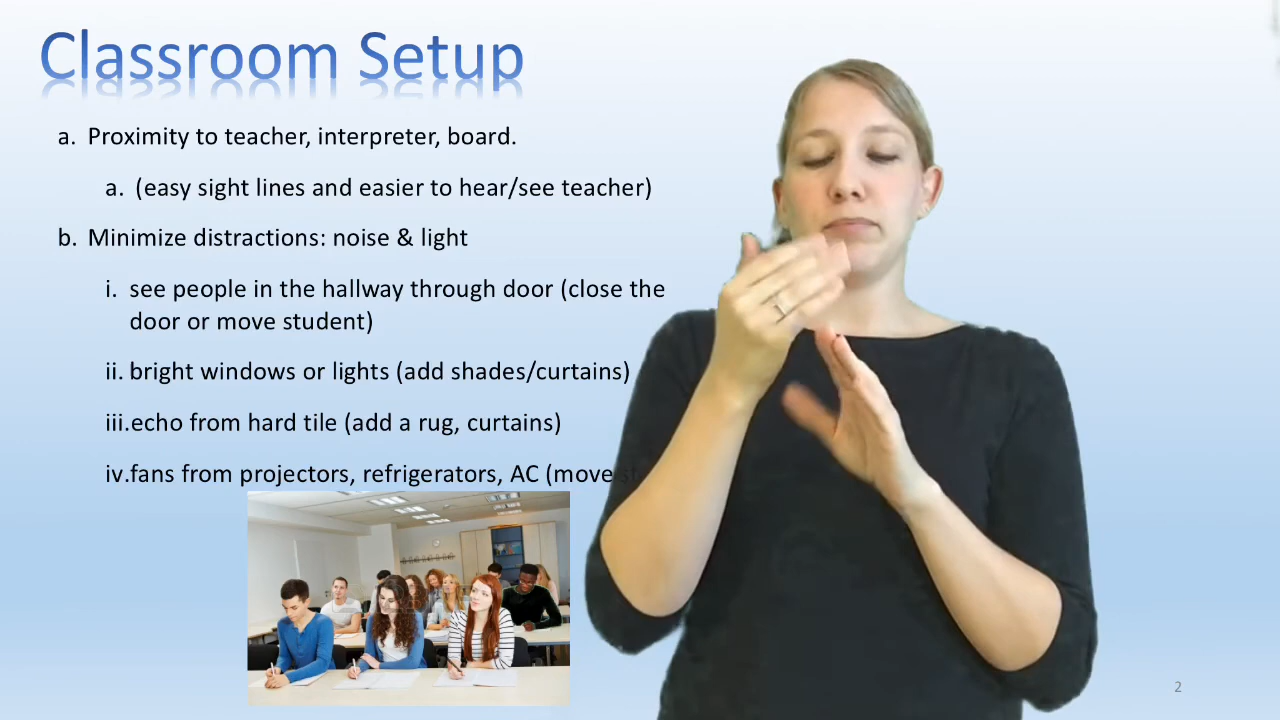 Classroom Setup
a. Proximity to teacher, interpreter, board.
a. (easy sight lines and easier to hear/see teacher)
b. Minimize distractions: noise & light
i. see people in the hallway through door (close the
door or move student)
ii. bright windows or lights (add shades/curtains)
iii.echo from hard tile (add a rug, curtains)
iv.fans from projectors, refrigerators, AC (move
2